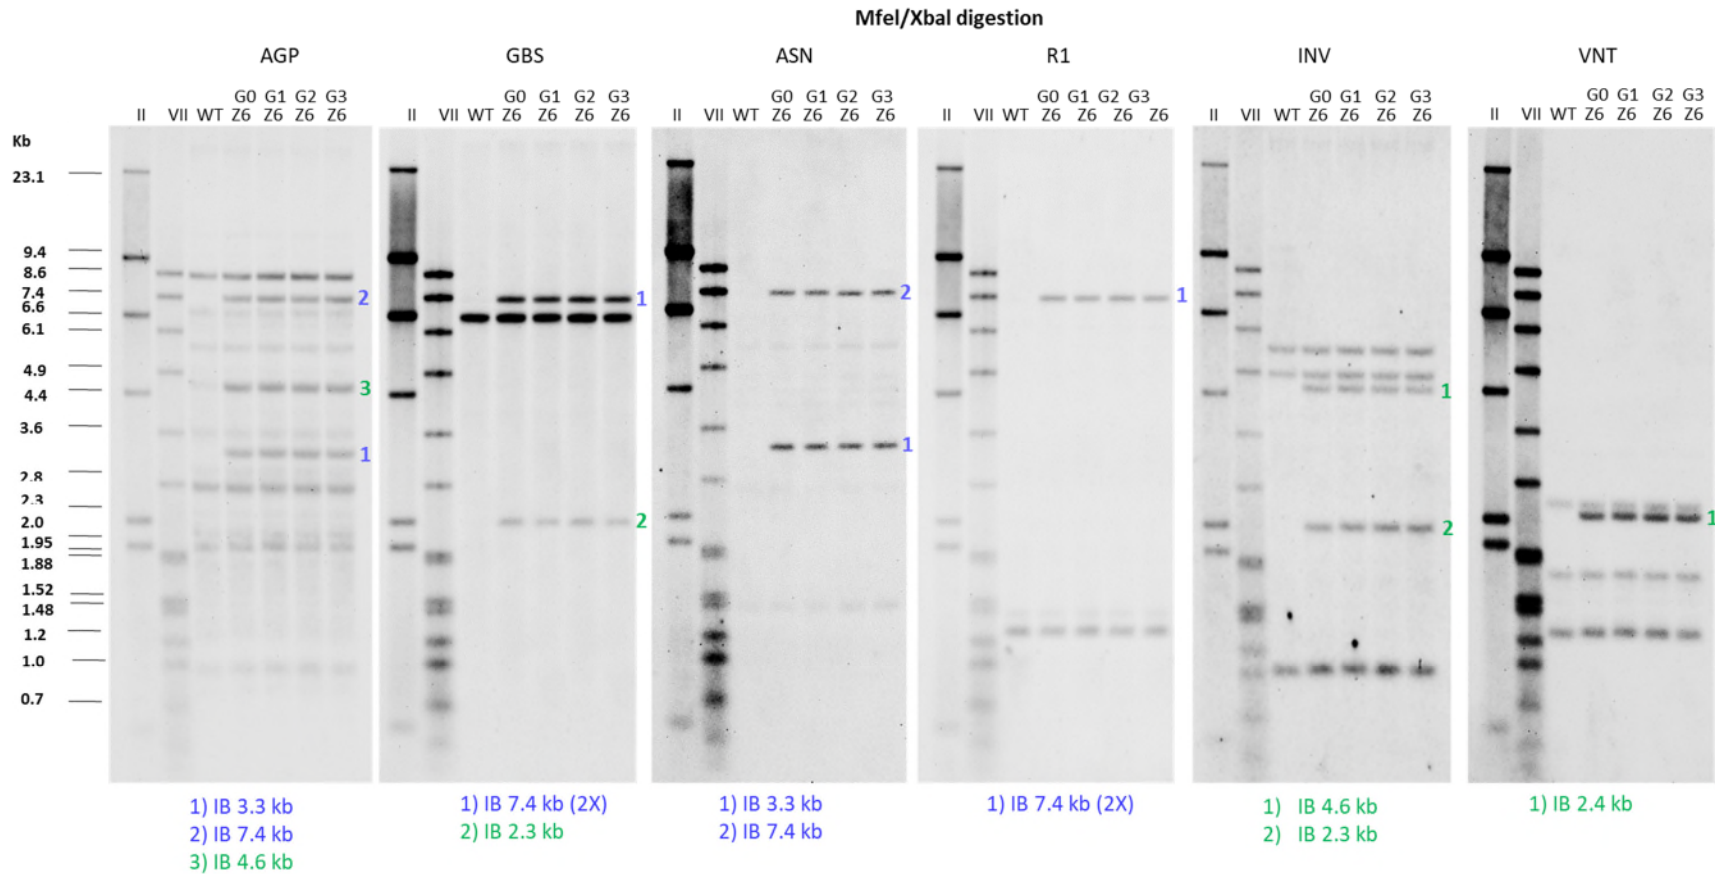 MfeI/XbaI digestion
AGP GBS ASN R1 INV VNT
G0 G1 G2 G3 G0 G1 G2 G3 G0 G1 G2 G3 G0 G1 G2 G3 G0 G1 G2 G3 G0 G1 G2 G3
II VII WT Z6 Z6 Z6 Z6 II VII WT Z6 Z6 Z6 Z6 II VII WT Z6 Z6 Z6 Z6 II VII WT Z6 Z6 Z6 Z6 II VII WT Z6 Z6 Z6 Z6 II VII WT Z6 Z6 Z6 Z6
Kb
23.1
9.4
8.6
7.4 2 1 2 1
6.6
6.1
4.9
4.4 3 1
3.6
1 1
2.8
2.3
2.0 2 2 1
1.95
1.88
1.52
1.48
1.2
1.0
0.7
1) IB 3.3 kb 1) IB 7.4 kb (2X) 1) IB 3.3 kb 1) IB 7.4 kb (2X) 1) IB 4.6 kb 1) IB 2.4 kb
2) IB 7.4 kb 2) IB 2.3 kb 2) IB 7.4 kb 2) IB 2.3 kb
3) IB 4.6 kb